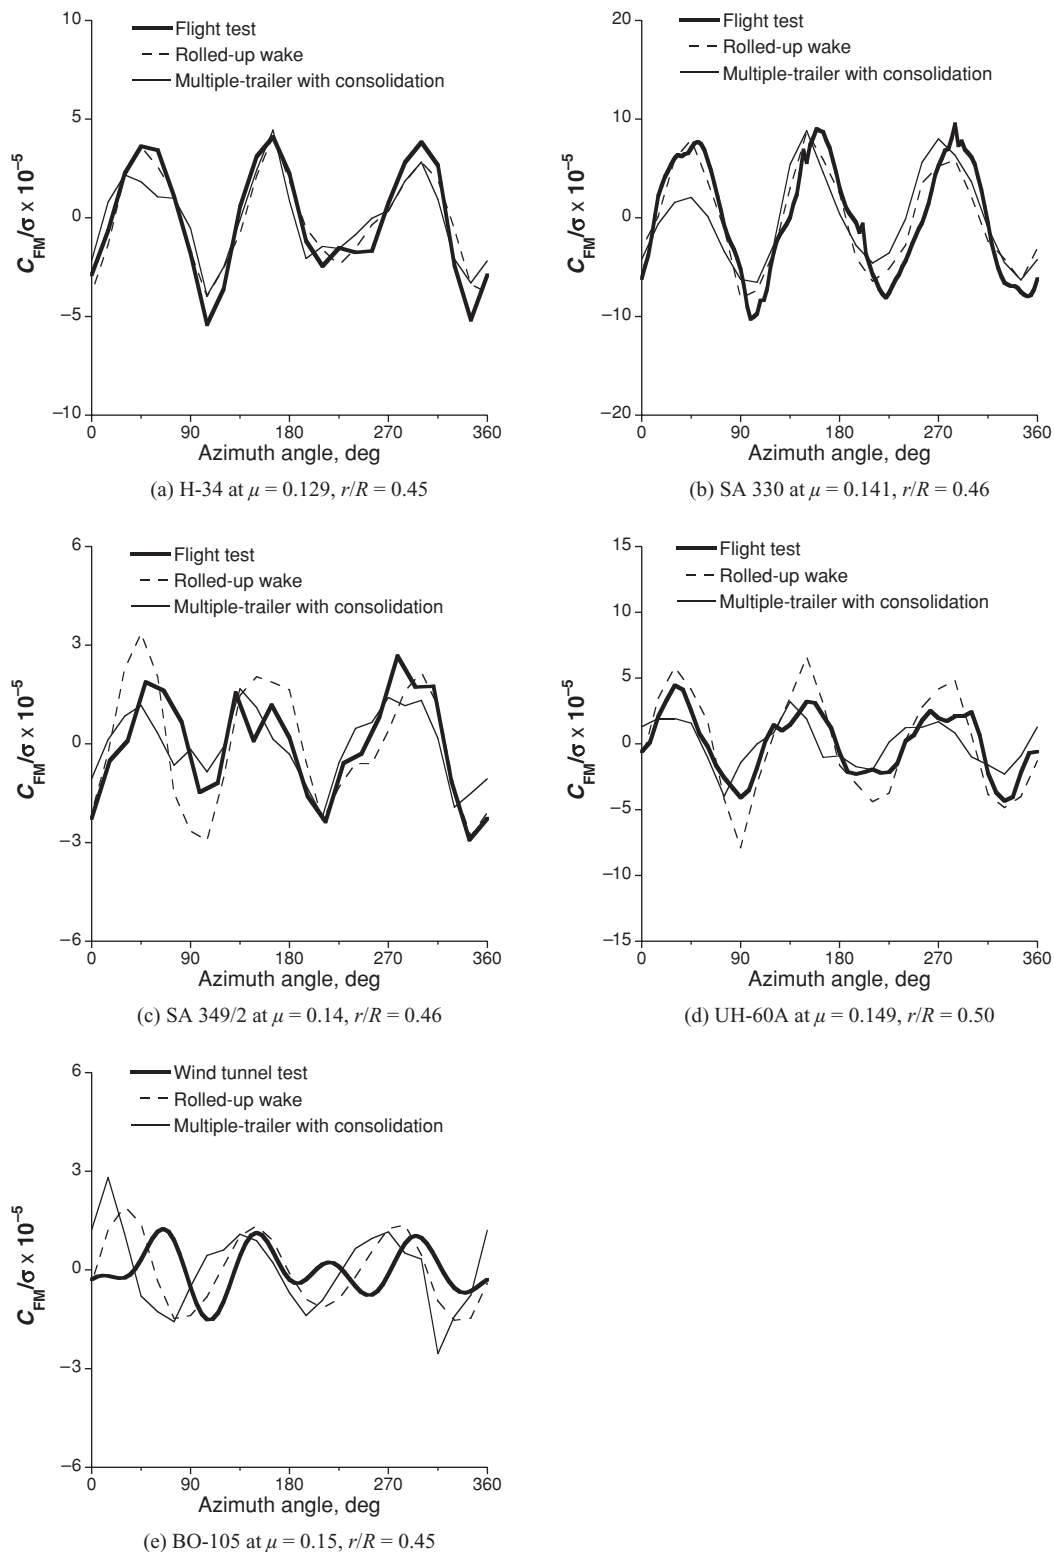 10
5
0
−5
−10
C_FM/σ x 10⁻⁵
Flight test
Rolled-up wake
Multiple-trailer with consolidation
0 90 180 270 360
Azimuth angle, deg
(a) H-34 at μ = 0.129, r/R = 0.45
20
10
0
−10
−20
C_FM/σ x 10⁻⁵
Flight test
Rolled-up wake
Multiple-trailer with consolidation
0 90 180 270 360
Azimuth angle, deg
(b) SA 330 at μ = 0.141, r/R = 0.46
6
3
0
−3
−6
C_FM/σ x 10⁻⁵
Flight test
Rolled-up wake
Multiple-trailer with consolidation
0 90 180 270 360
Azimuth angle, deg
(c) SA 349/2 at μ = 0.14, r/R = 0.46
15
10
5
0
−5
−10
−15
C_FM/σ x 10⁻⁵
Flight test
Rolled-up wake
Multiple-trailer with consolidation
0 90 180 270 360
Azimuth angle, deg
(d) UH-60A at μ = 0.149, r/R = 0.50
6
3
0
−3
−6
C_FM/σ x 10⁻⁵
Wind tunnel test
Rolled-up wake
Multiple-trailer with consolidation
0 90 180 270 360
Azimuth angle, deg
(e) BO-105 at μ = 0.15, r/R = 0.45